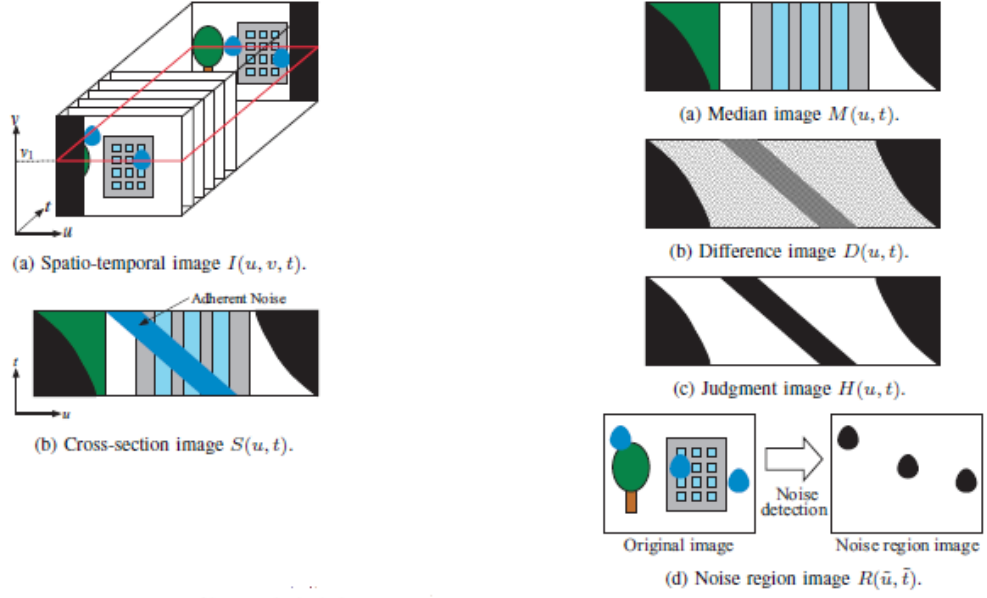 v
v₁
t
u
(a) Spatio-temporal image I(u, v, t).
Adherent Noise
t
u
(b) Cross-section image S(u, t).
(a) Median image M(u, t).
(b) Difference image D(u, t).
(c) Judgment image H(u, t).
Noise
detection
Original image
Noise region image
(d) Noise region image R(ũ, t̃).